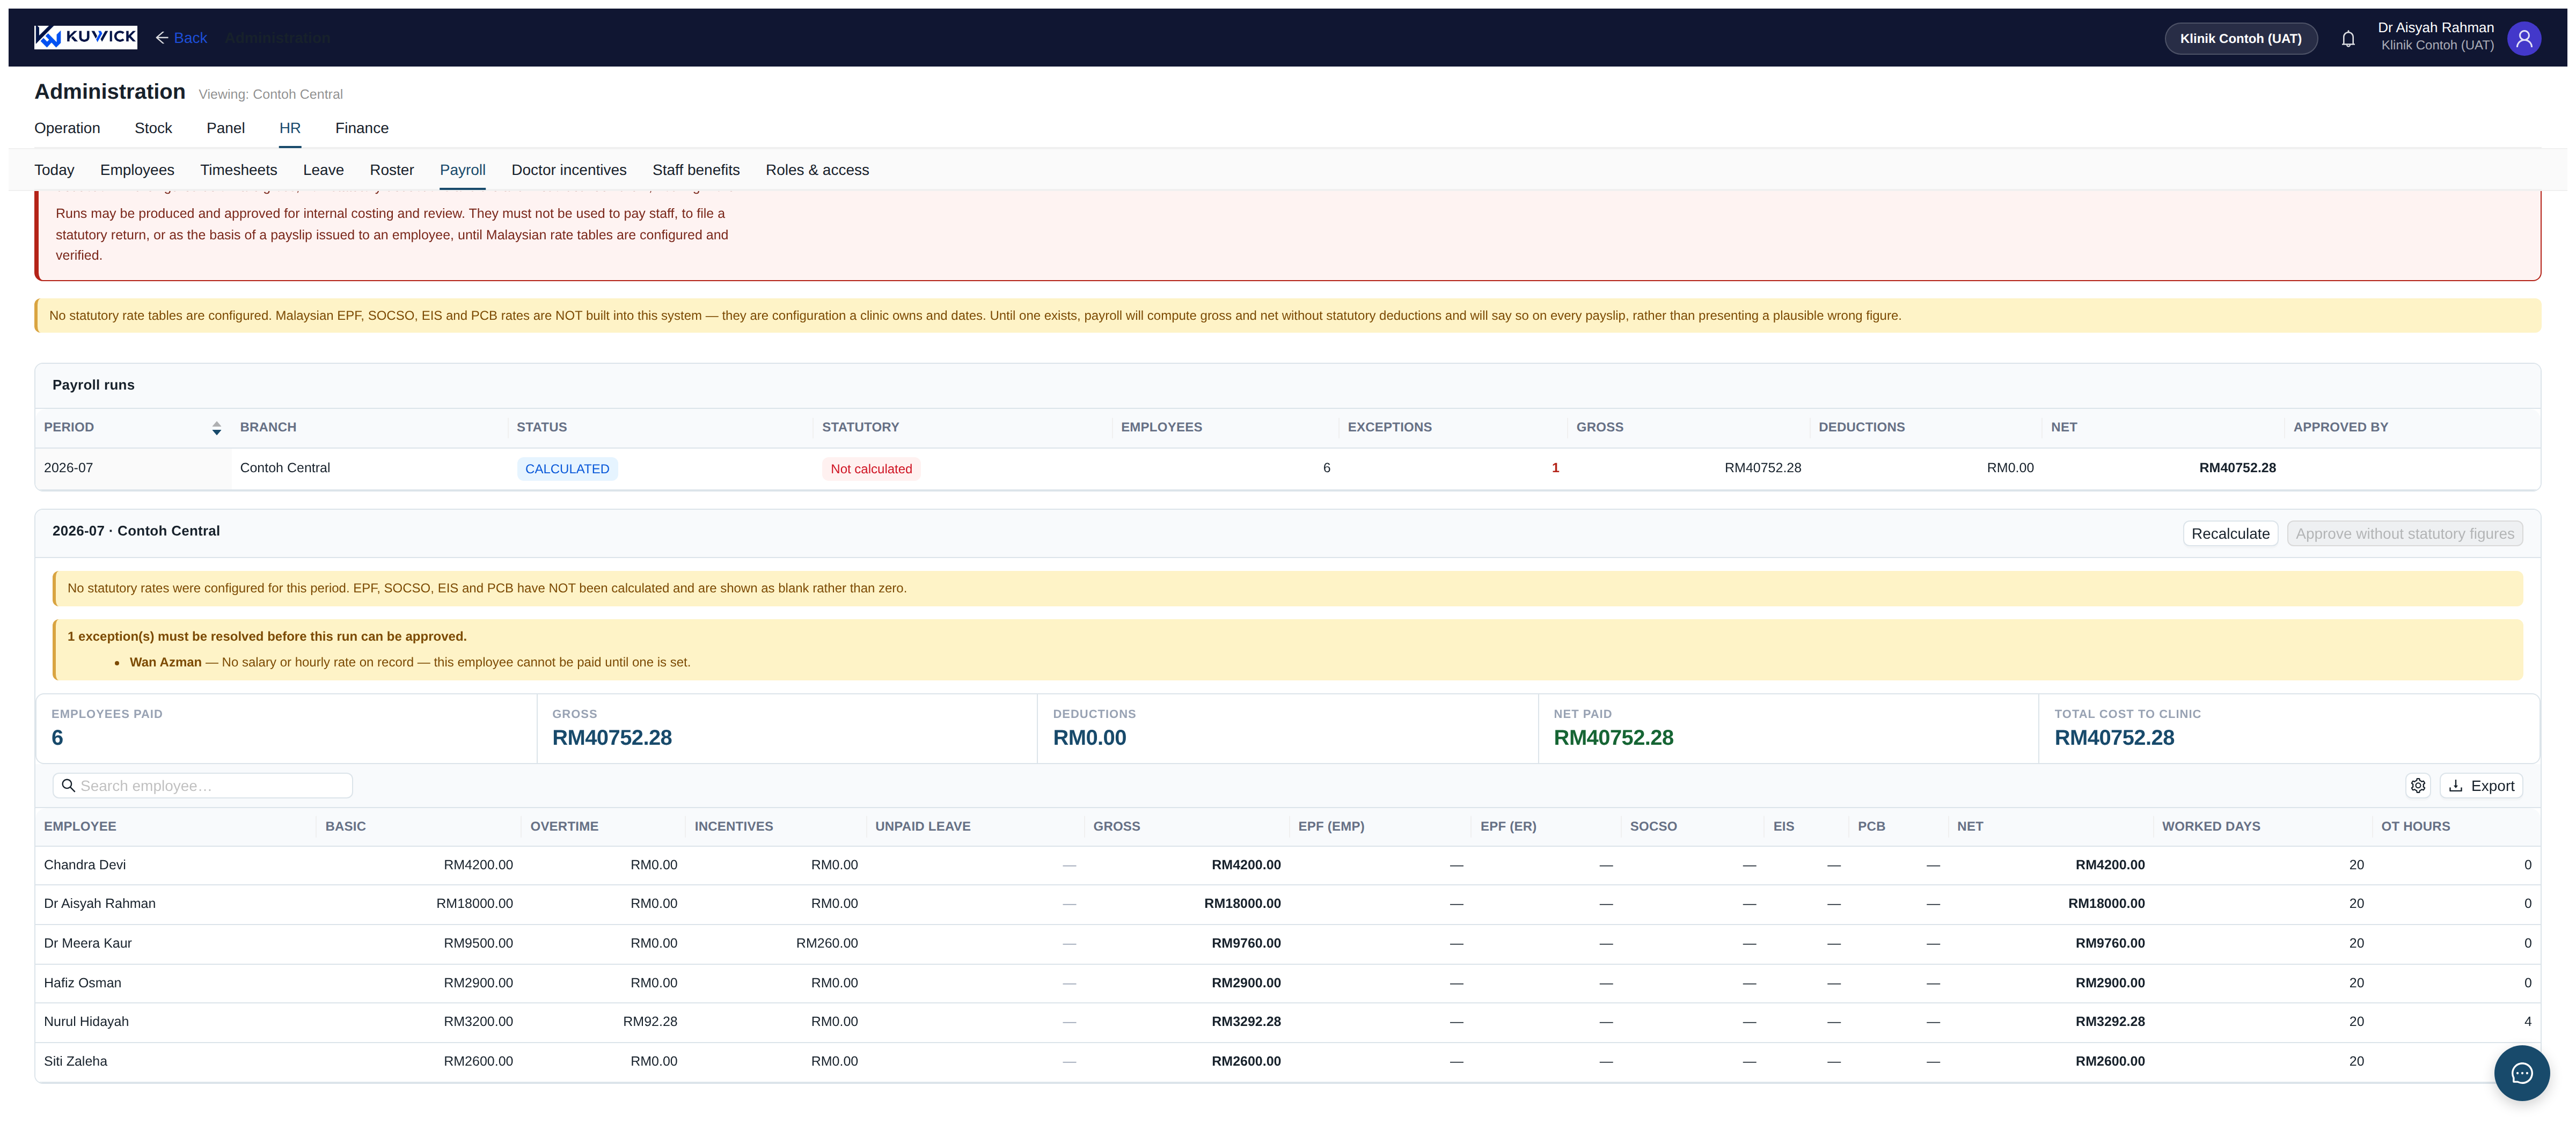 KUWICK
Back Administration
Klinik Contoh (UAT)
Dr Aisyah Rahman
Klinik Contoh (UAT)
Administration Viewing: Contoh Central
Operation Stock Panel HR Finance
Today Employees Timesheets Leave Roster Payroll Doctor incentives Staff benefits Roles & access
Runs may be produced and approved for internal costing and review. They must not be used to pay staff, to file a
statutory return, or as the basis of a payslip issued to an employee, until Malaysian rate tables are configured and
verified.
No statutory rate tables are configured. Malaysian EPF, SOCSO, EIS and PCB rates are NOT built into this system — they are configuration a clinic owns and dates. Until one exists, payroll will compute gross and net without statutory deductions and will say so on every payslip, rather than presenting a plausible wrong figure.
Payroll runs
PERIOD BRANCH STATUS STATUTORY EMPLOYEES EXCEPTIONS GROSS DEDUCTIONS NET APPROVED BY
2026-07 Contoh Central CALCULATED Not calculated 6 1 RM40752.28 RM0.00 RM40752.28
2026-07 · Contoh Central Recalculate Approve without statutory figures
No statutory rates were configured for this period. EPF, SOCSO, EIS and PCB have NOT been calculated and are shown as blank rather than zero.
1 exception(s) must be resolved before this run can be approved.
• Wan Azman — No salary or hourly rate on record — this employee cannot be paid until one is set.
EMPLOYEES PAID GROSS DEDUCTIONS NET PAID TOTAL COST TO CLINIC
6 RM40752.28 RM0.00 RM40752.28 RM40752.28
Search employee… Export
EMPLOYEE BASIC OVERTIME INCENTIVES UNPAID LEAVE GROSS EPF (EMP) EPF (ER) SOCSO EIS PCB NET WORKED DAYS OT HOURS
Chandra Devi RM4200.00 RM0.00 RM0.00 — RM4200.00 — — — — — RM4200.00 20 0
Dr Aisyah Rahman RM18000.00 RM0.00 RM0.00 — RM18000.00 — — — — — RM18000.00 20 0
Dr Meera Kaur RM9500.00 RM0.00 RM260.00 — RM9760.00 — — — — — RM9760.00 20 0
Hafiz Osman RM2900.00 RM0.00 RM0.00 — RM2900.00 — — — — — RM2900.00 20 0
Nurul Hidayah RM3200.00 RM92.28 RM0.00 — RM3292.28 — — — — — RM3292.28 20 4
Siti Zaleha RM2600.00 RM0.00 RM0.00 — RM2600.00 — — — — — RM2600.00 20